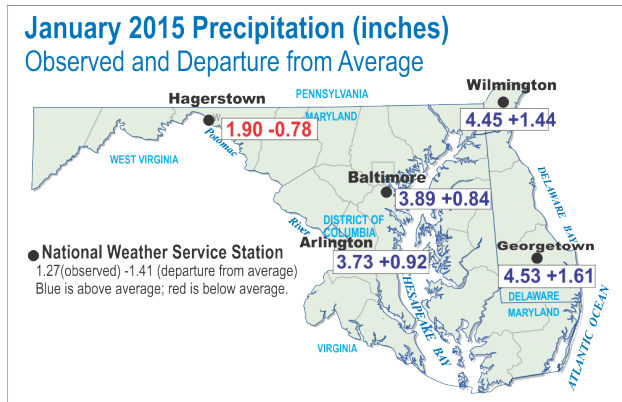 January 2015 Precipitation (inches)
Observed and Departure from Average
Wilmington
PENNSYLVANIA
Hagerstown
4.45 +1.44
MARYLAND
1.90 -0.78
Potomac
WEST VIRGINIA
DELAWARE BAY
Baltimore
3.89 +0.84
DISTRICT OF
COLUMBIA
River
Arlington
Georgetown
National Weather Service Station
3.73 +0.92
1.27(observed) -1.41 (departure from average)
4.53 +1.61
Blue is above average; red is below average.
CHESAPEAKE BAY
DELAWARE
MARYLAND
ATLANTIC OCEAN
VIRGINIA